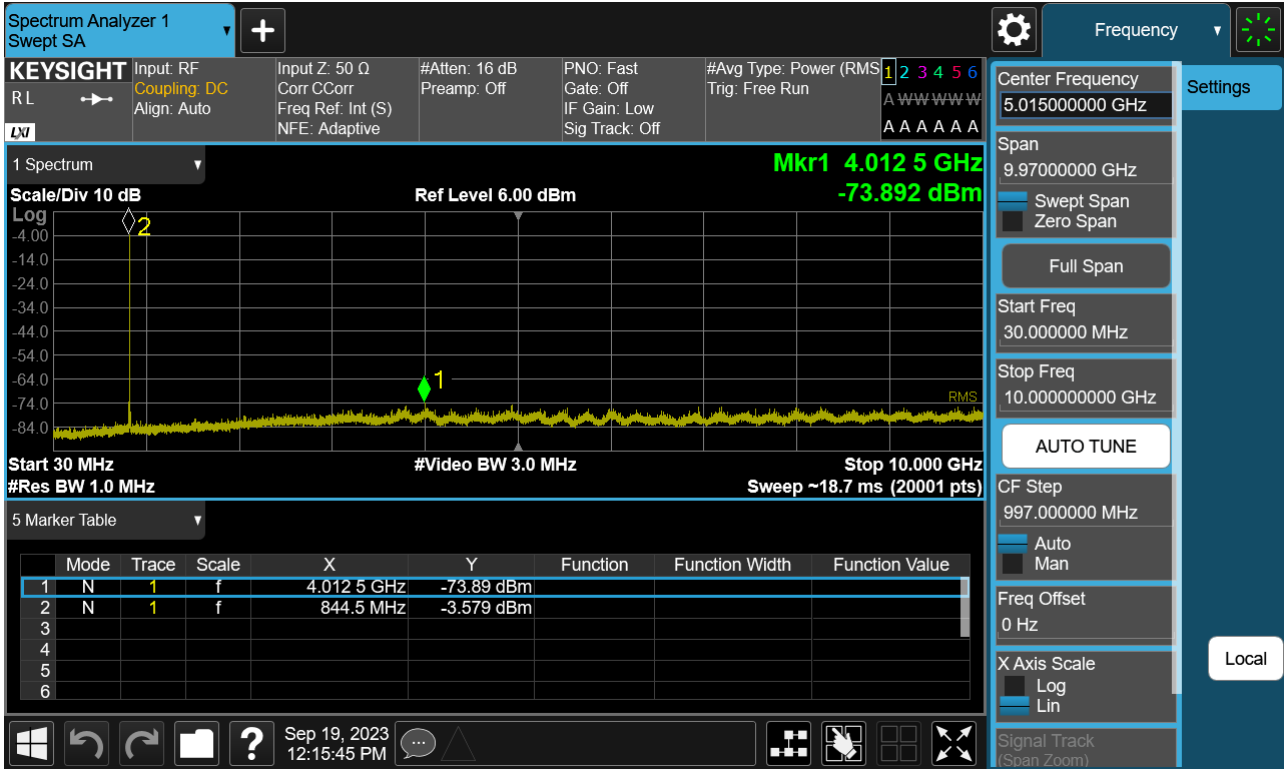 Spectrum Analyzer 1
Swept SA
+
Frequency
KEYSIGHT
RL
LXI
Input: RF
Coupling: DC
Align: Auto
Input Z: 50 Ω
Corr CCorr
Freq Ref: Int (S)
NFE: Adaptive
#Atten: 16 dB
Preamp: Off
PNO: Fast
Gate: Off
IF Gain: Low
Sig Track: Off
#Avg Type: Power (RMS
Trig: Free Run
1 2 3 4 5 6
A W W W W W
A A A A A A
1 Spectrum
Mkr1 4.012 5 GHz
Scale/Div 10 dB
Ref Level 6.00 dBm
-73.892 dBm
Log
2
-4.00
-14.0
-24.0
-34.0
-44.0
-54.0
-64.0
1
-74.0
RMS
-84.0
Start 30 MHz
#Video BW 3.0 MHz
Stop 10.000 GHz
#Res BW 1.0 MHz
Sweep ~18.7 ms (20001 pts)
5 Marker Table
Mode Trace Scale X Y Function Function Width Function Value
1 N 1 f 4.012 5 GHz -73.89 dBm
2 N 1 f 844.5 MHz -3.579 dBm
3
4
5
6
Sep 19, 2023
12:15:45 PM
?
Center Frequency
5.015000000 GHz
Span
9.97000000 GHz
Swept Span
Zero Span
Full Span
Start Freq
30.000000 MHz
Stop Freq
10.000000000 GHz
AUTO TUNE
CF Step
997.000000 MHz
Auto
Man
Freq Offset
0 Hz
X Axis Scale
Log
Lin
Signal Track
(Span Zoom)
Settings
Local